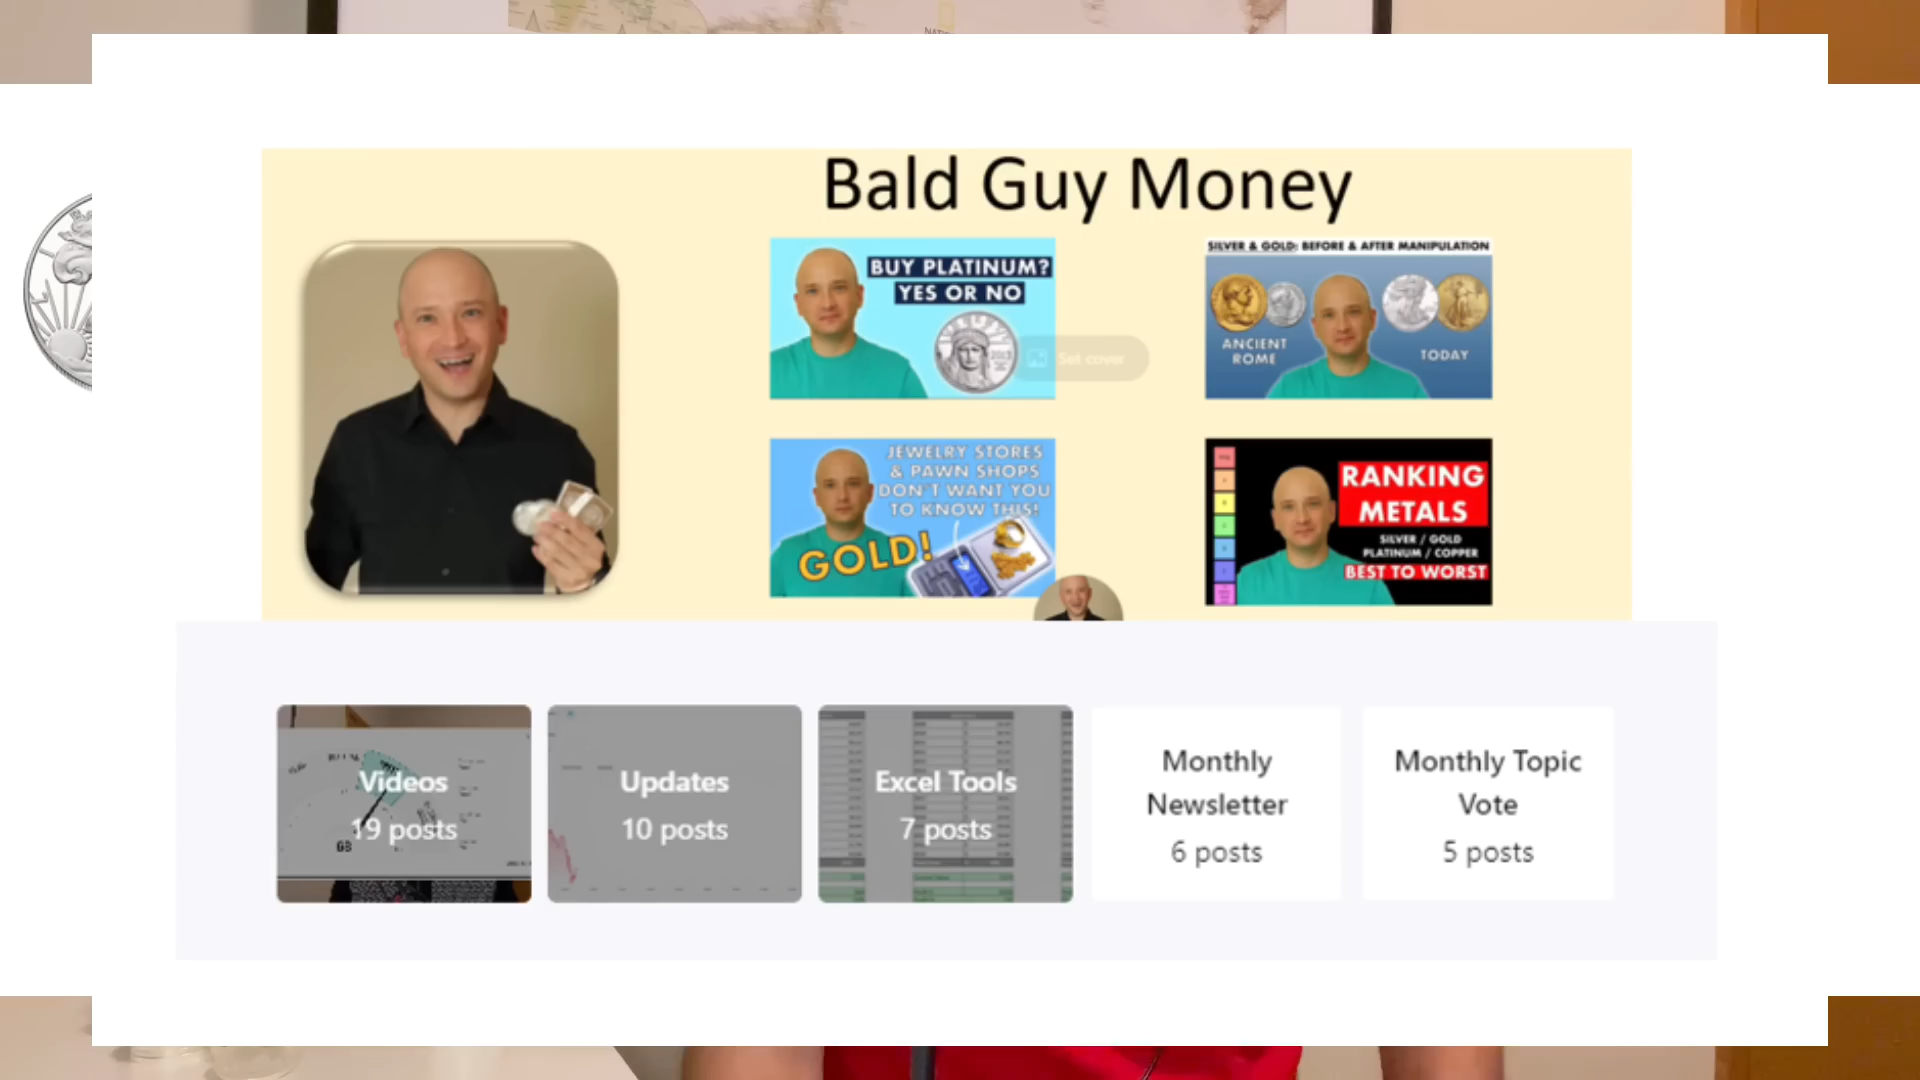 Bald Guy Money
BUY PLATINUM?
YES OR NO
SILVER & GOLD: BEFORE & AFTER MANIPULATION
ANCIENT
ROME
TODAY
Set cover
JEWELRY STORES
& PAWN SHOPS
DON'T WANT YOU
TO KNOW THIS!
GOLD!
RANKING
METALS
SILVER / GOLD
PLATINUM / COPPER
BEST TO WORST
Videos
19 posts
Updates
10 posts
Excel Tools
7 posts
Monthly
Newsletter
6 posts
Monthly Topic
Vote
5 posts